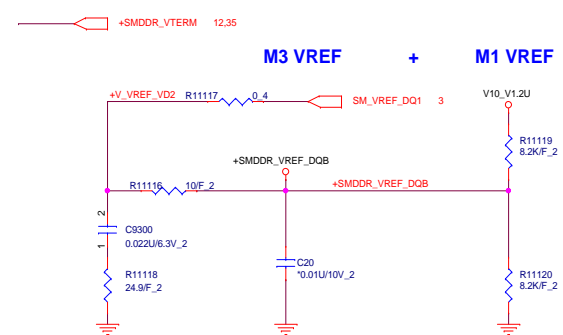 +SMDDR_VTERM 12,35
M3 VREF + M1 VREF
+V_VREF_VD2 R11117 0_4
SM_VREF_DQ1 3
V10_V1.2U
R11119
8.2K/F_2
+SMDDR_VREF_DQB
R11116 10/F_2
+SMDDR_VREF_DQB
2
C9300
0.022U/6.3V_2
1
C20
*0.01U/10V_2
R11118
24.9/F_2
R11120
8.2K/F_2